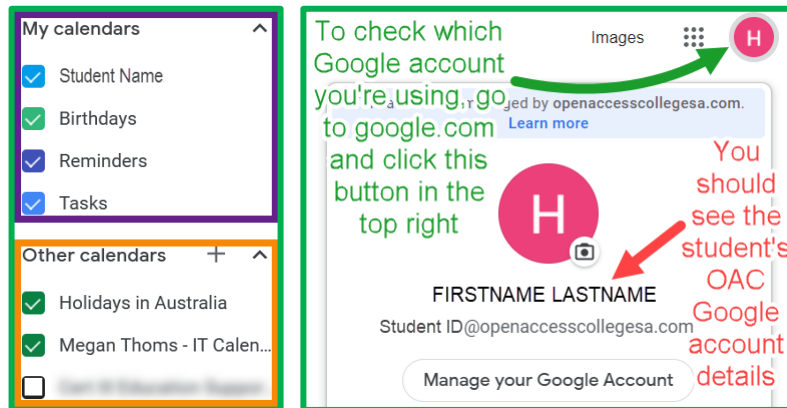 My calendars
Student Name
Birthdays
Reminders
Tasks
Other calendars
Holidays in Australia
Megan Thoms - IT Calen...
To check which
Google account
you're using, go
to google.com
and click this
button in the
top right
Images
H
ged by openaccesscollegesa.com.
Learn more
H
You
should
see the
student's
OAC
Google
account
details
FIRSTNAME LASTNAME
Student ID@openaccesscollegesa.com
Manage your Google Account